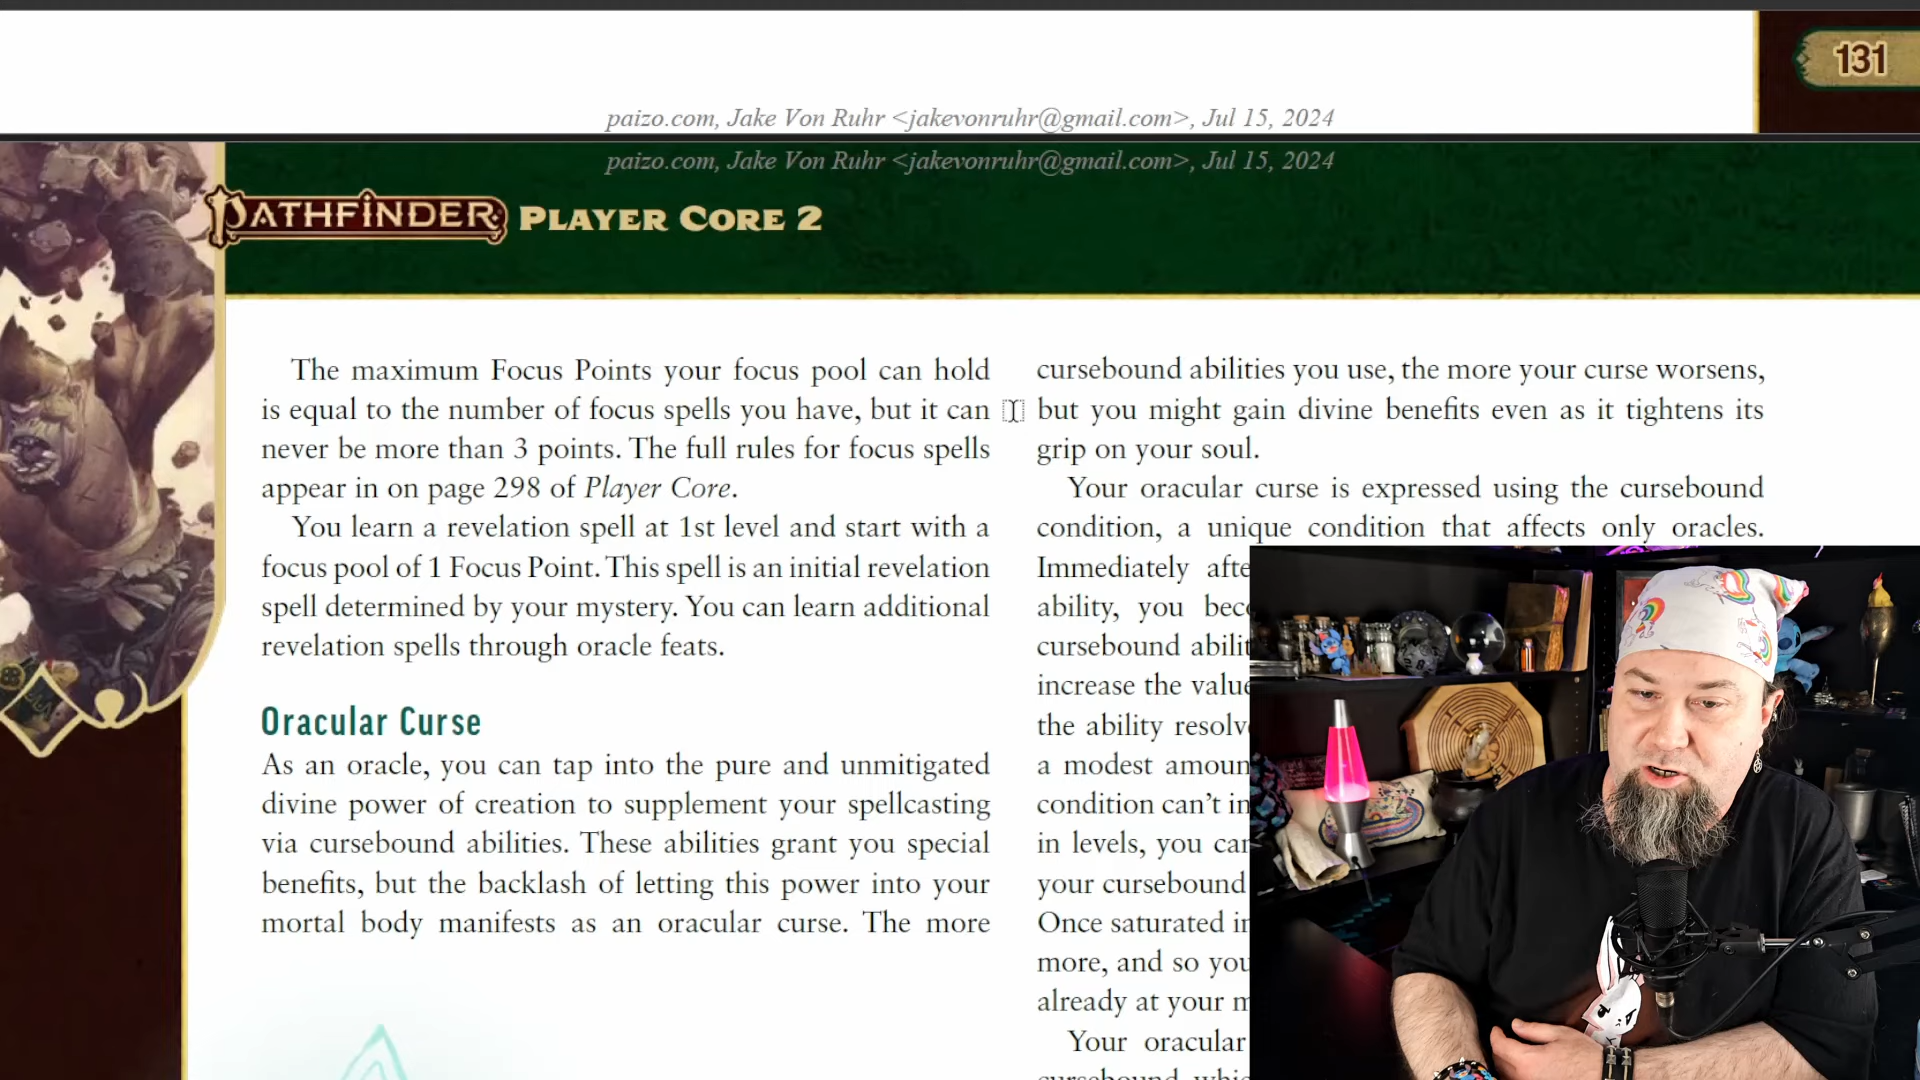 131
paizo.com, Jake Von Ruhr <jakevonruhr@gmail.com>, Jul 15, 2024
paizo.com, Jake Von Ruhr <jakevonruhr@gmail.com>, Jul 15, 2024
PATHFINDER PLAYER CORE 2
The maximum Focus Points your focus pool can hold
is equal to the number of focus spells you have, but it can
never be more than 3 points. The full rules for focus spells
appear in on page 298 of Player Core.
You learn a revelation spell at 1st level and start with a
focus pool of 1 Focus Point. This spell is an initial revelation
spell determined by your mystery. You can learn additional
revelation spells through oracle feats.
Oracular Curse
As an oracle, you can tap into the pure and unmitigated
divine power of creation to supplement your spellcasting
via cursebound abilities. These abilities grant you special
benefits, but the backlash of letting this power into your
mortal body manifests as an oracular curse. The more
cursebound abilities you use, the more your curse worsens,
but you might gain divine benefits even as it tightens its
grip on your soul.
Your oracular curse is expressed using the cursebound
condition, a unique condition that affects only oracles.
Immediately afte
ability, you bec
cursebound abilit
increase the value
the ability resolv
a modest amoun
condition can't in
in levels, you can
your cursebound
Once saturated in
more, and so you
already at your m
Your oracular